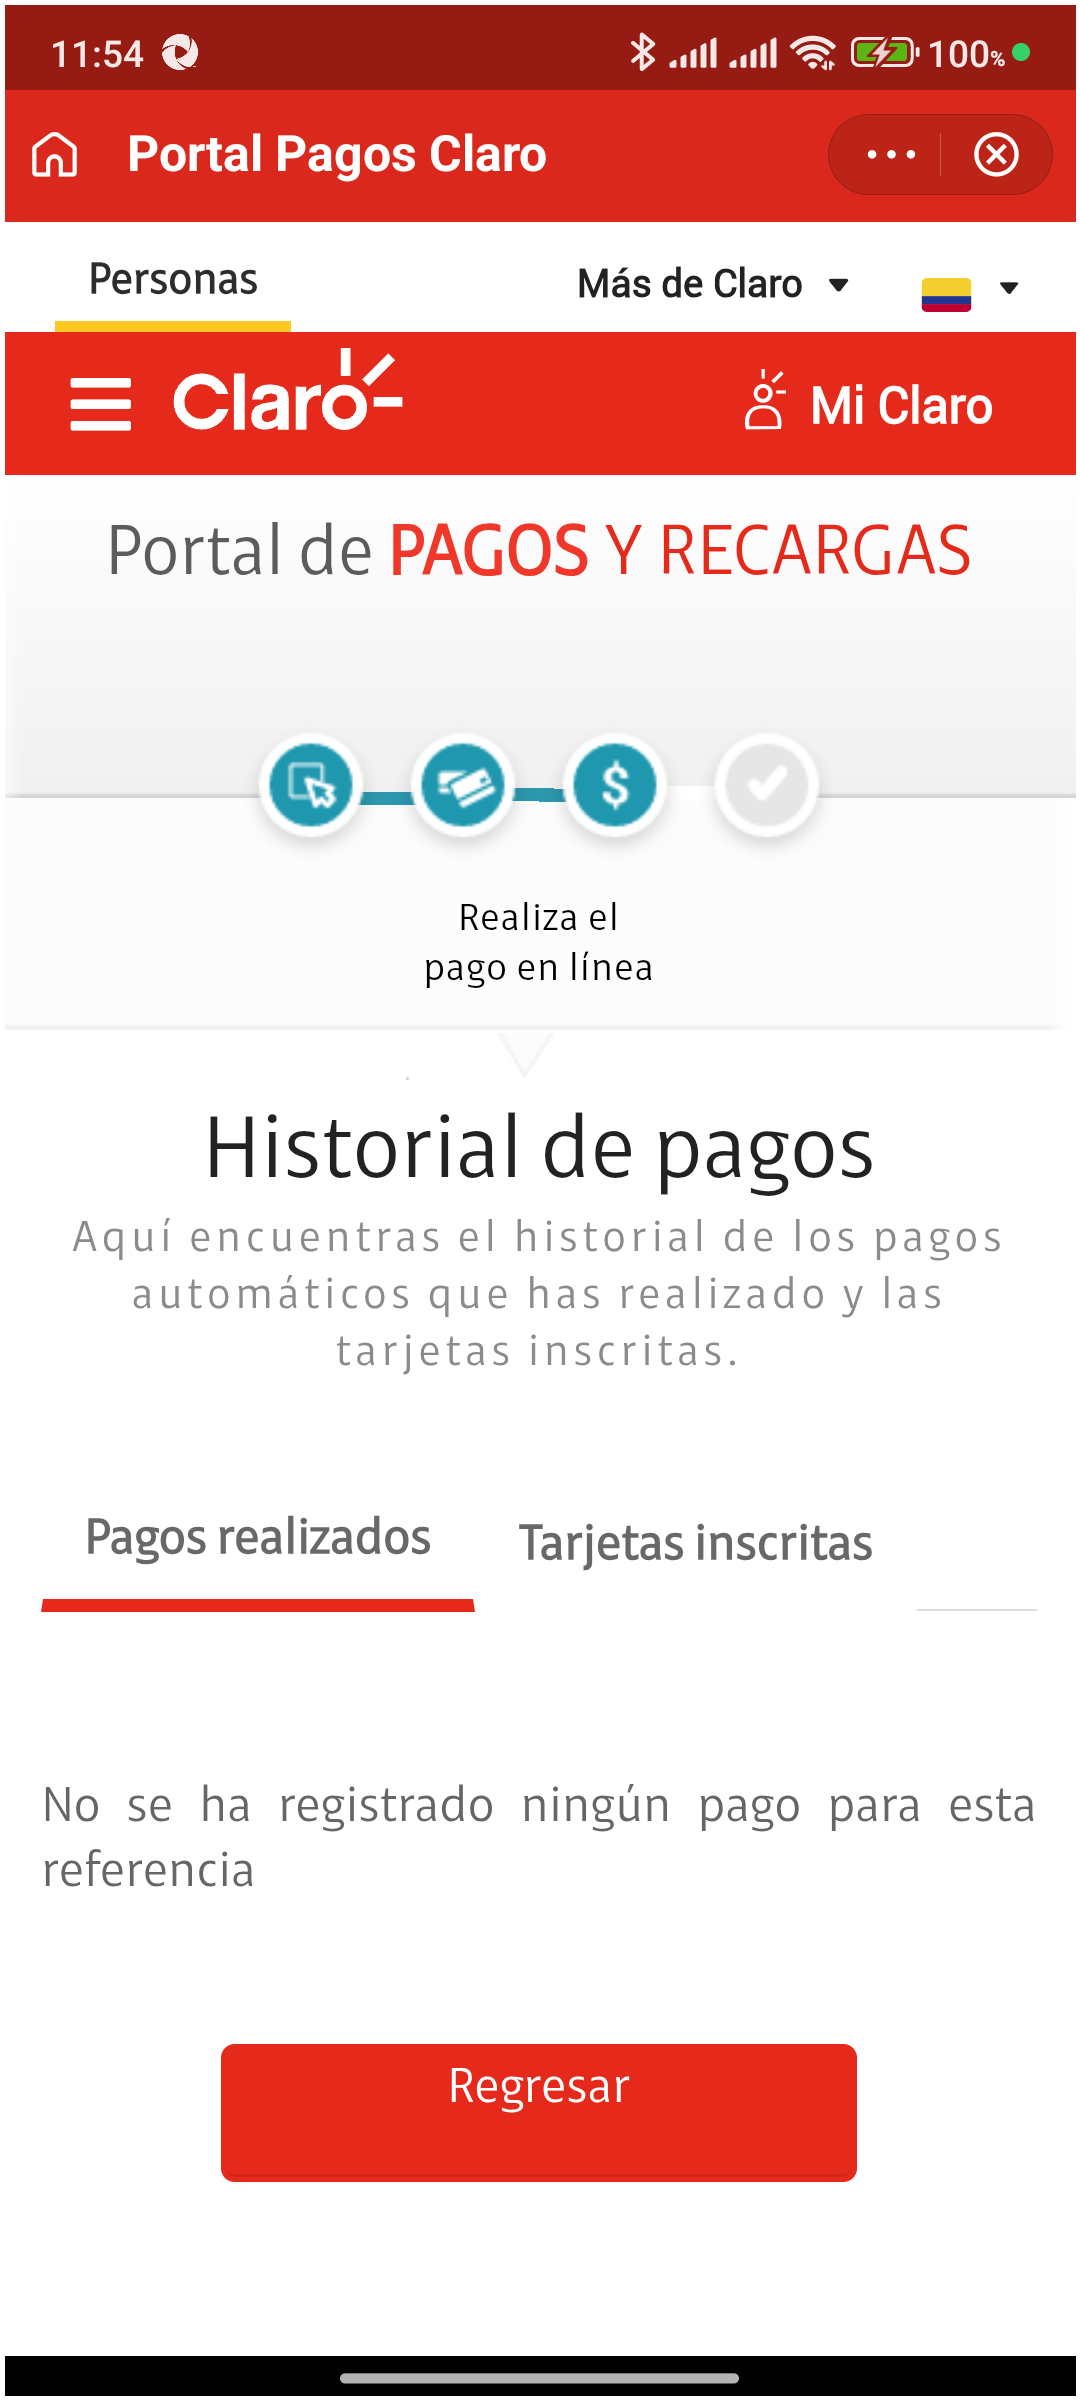 11:54
100%
Portal Pagos Claro
Personas
Más de Claro
Claro
Mi Claro
Portal de PAGOS Y RECARGAS
$
Realiza el
pago en línea
Historial de pagos
Aquí encuentras el historial de los pagos
automáticos que has realizado y las
tarjetas inscritas.
Pagos realizados
Tarjetas inscritas
No se ha registrado ningún pago para esta
referencia
Regresar